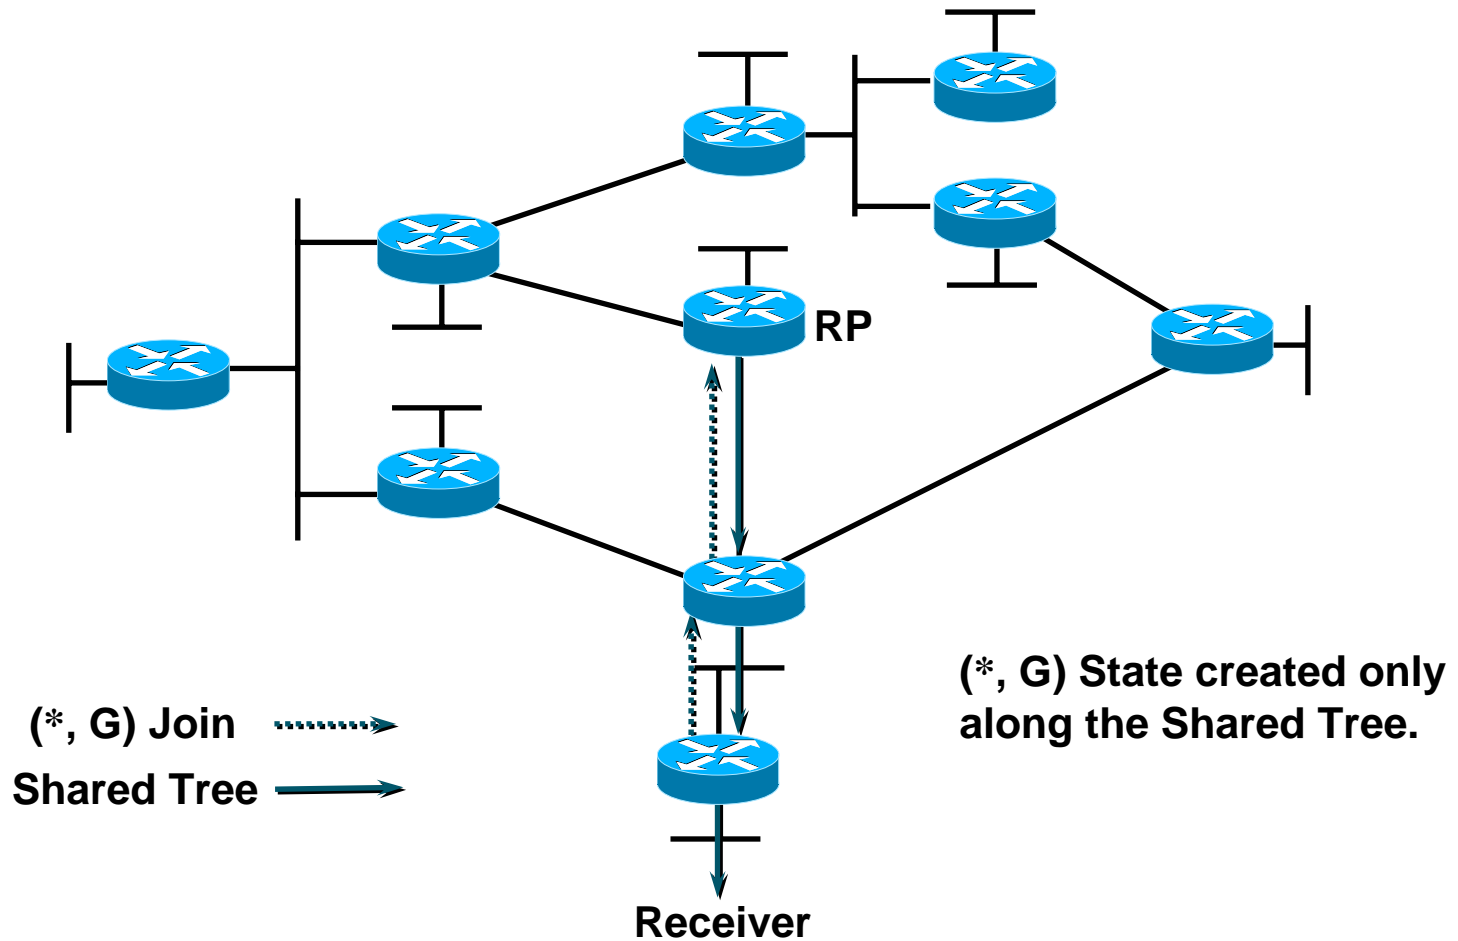 RP
(*, G) State created only
along the Shared Tree.
(*, G) Join
Shared Tree
Receiver